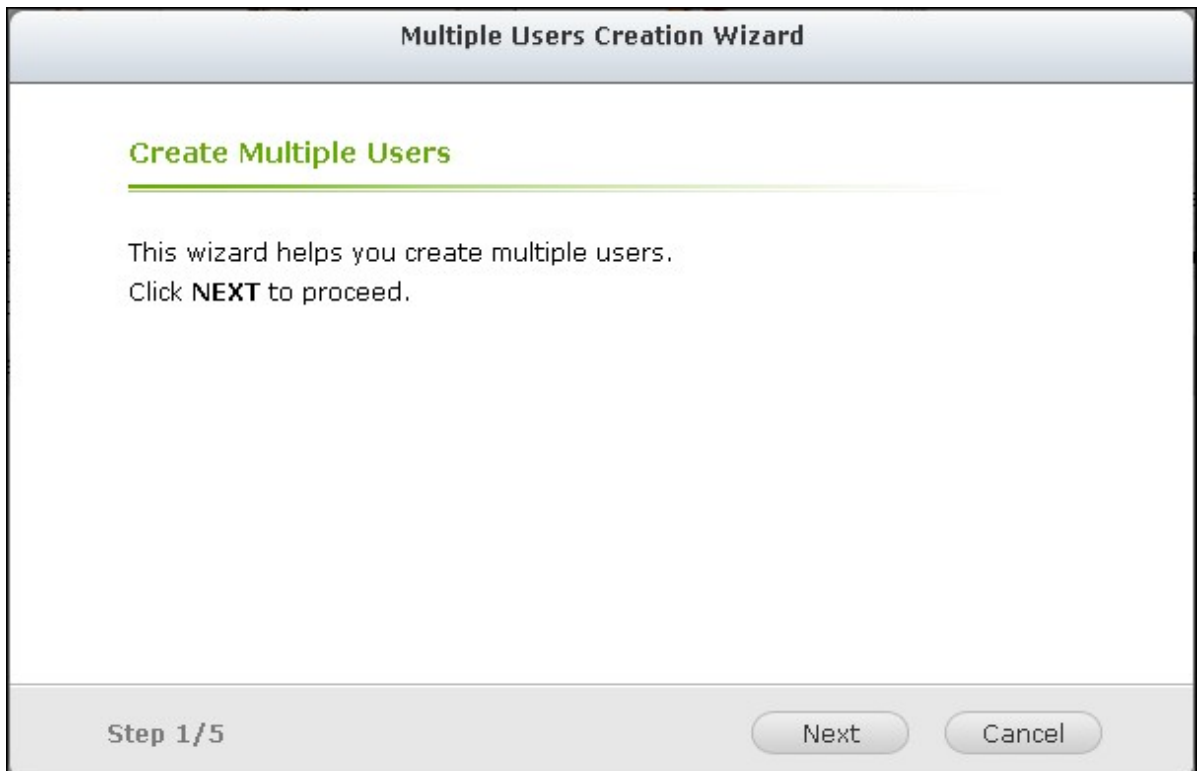 Multiple Users Creation Wizard
Create Multiple Users
This wizard helps you create multiple users.
Click NEXT to proceed.
Step 1/5
Next
Cancel